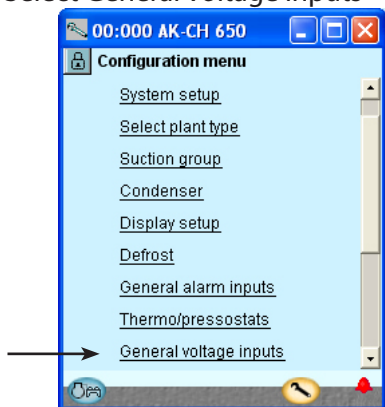 Select General voltage inputs
00:000 AK-CH 650
Configuration menu
System setup
Select plant type
Suction group
Condenser
Display setup
Defrost
General alarm inputs
Thermo/pressostats
General voltage inputs